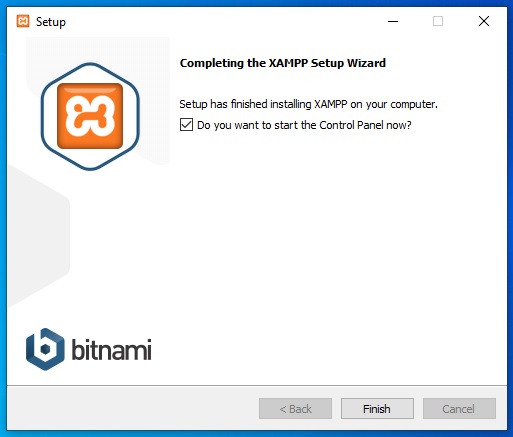 Setup
Completing the XAMPP Setup Wizard
Setup has finished installing XAMPP on your computer.
Do you want to start the Control Panel now?
bitnami
< Back
Finish
Cancel